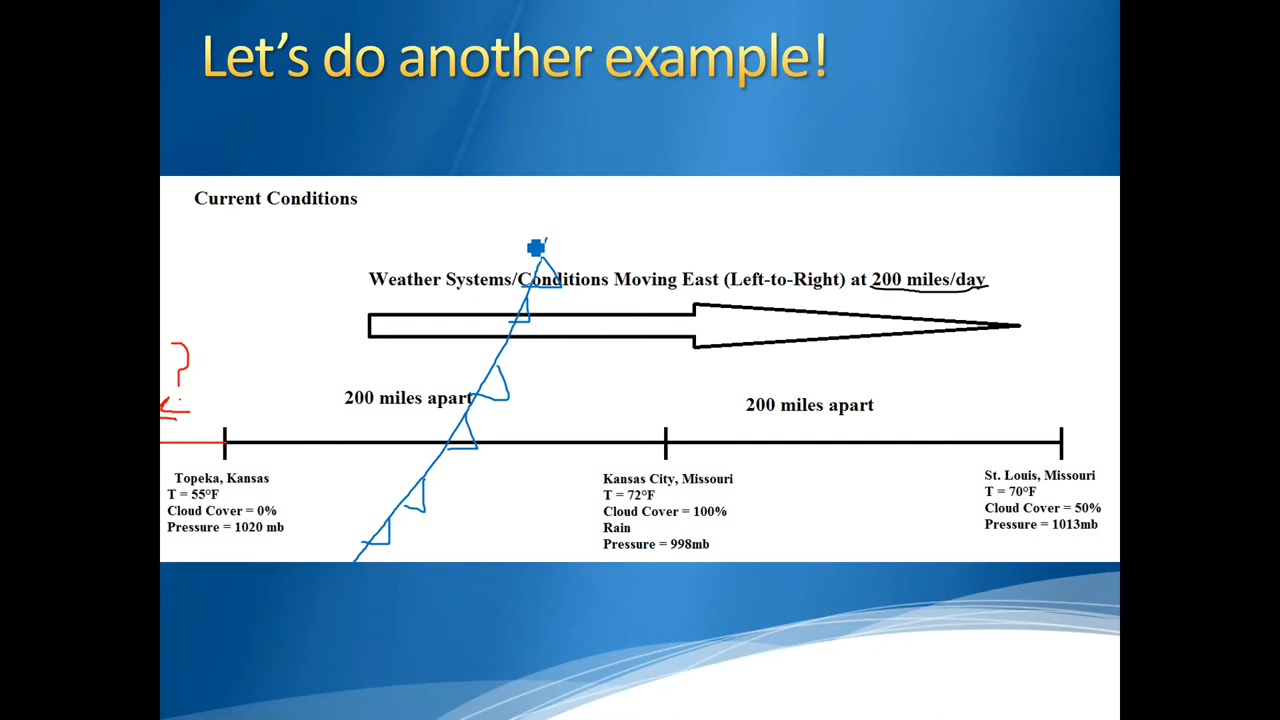 Let's do another example!
Current Conditions
Weather Systems/Conditions Moving East (Left-to-Right) at 200 miles/day
?
200 miles apart
200 miles apart
Topeka, Kansas
T = 55°F
Cloud Cover = 0%
Pressure = 1020 mb
Kansas City, Missouri
T = 72°F
Cloud Cover = 100%
Rain
Pressure = 998mb
St. Louis, Missouri
T = 70°F
Cloud Cover = 50%
Pressure = 1013mb